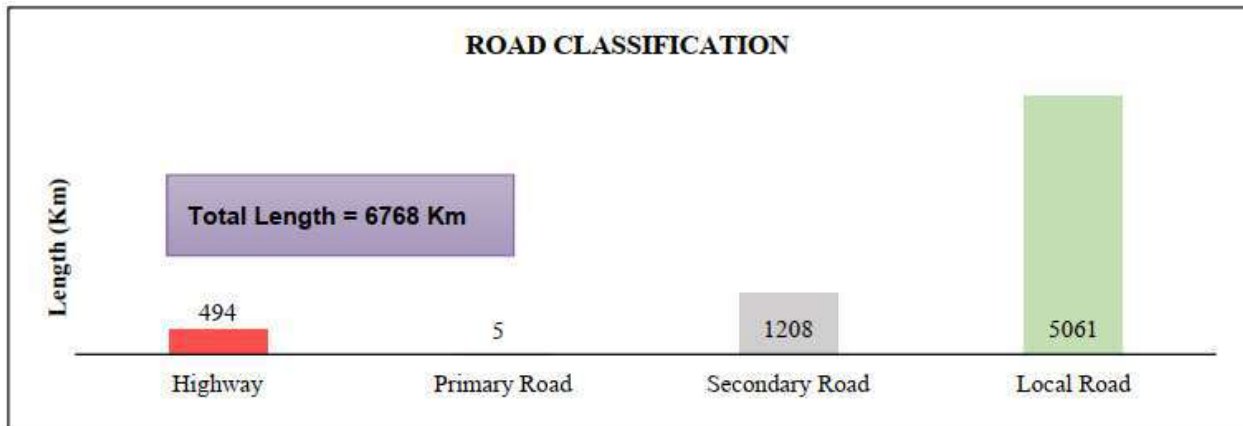 ROAD CLASSIFICATION
Length (Km)
Total Length = 6768 Km
494
5
1208
5061
Highway
Primary Road
Secondary Road
Local Road